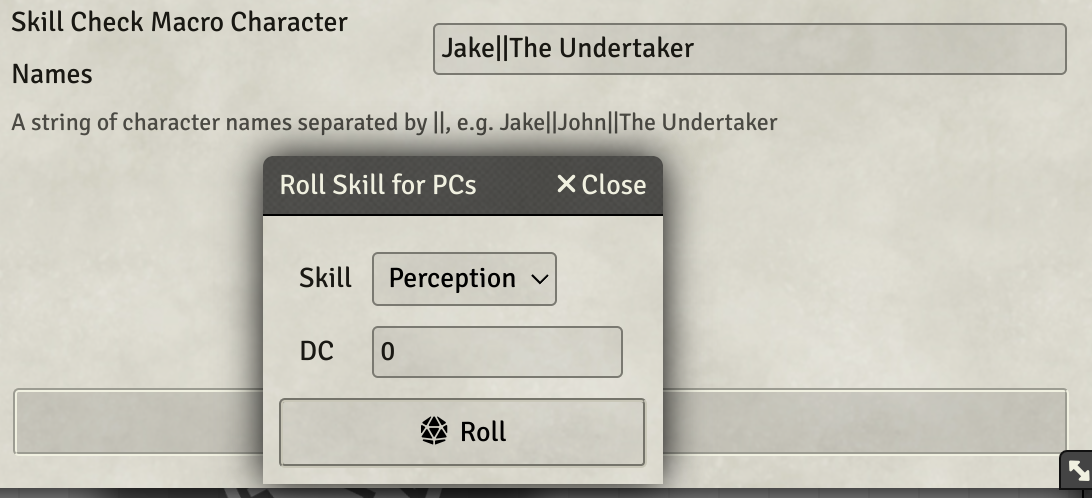 Skill Check Macro Character
Names
Jake||The Undertaker
A string of character names separated by ||, e.g. Jake||John||The Undertaker
Roll Skill for PCs
Close
Skill
Perception
DC
0
Roll